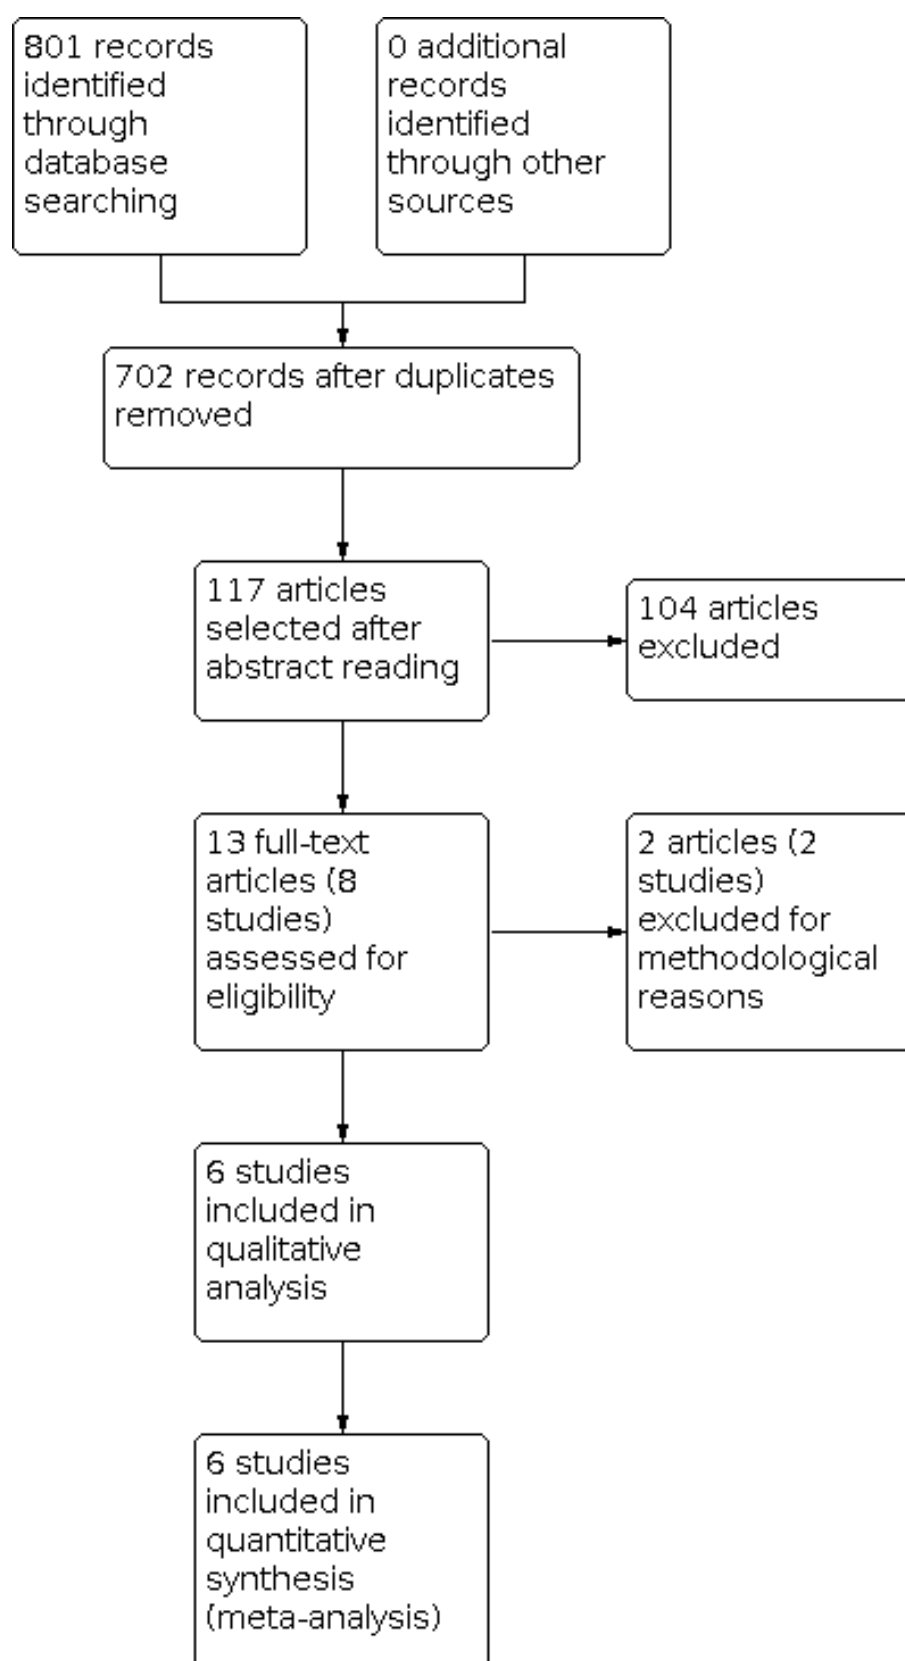 801 records
identified
through
database
searching
0 additional
records
identified
through other
sources
702 records after duplicates
removed
117 articles
selected after
abstract reading
104 articles
excluded
13 full-text
articles (8
studies)
assessed for
eligibility
2 articles (2
studies)
excluded for
methodological
reasons
6 studies
included in
qualitative
analysis
6 studies
included in
quantitative
synthesis
(meta-analysis)